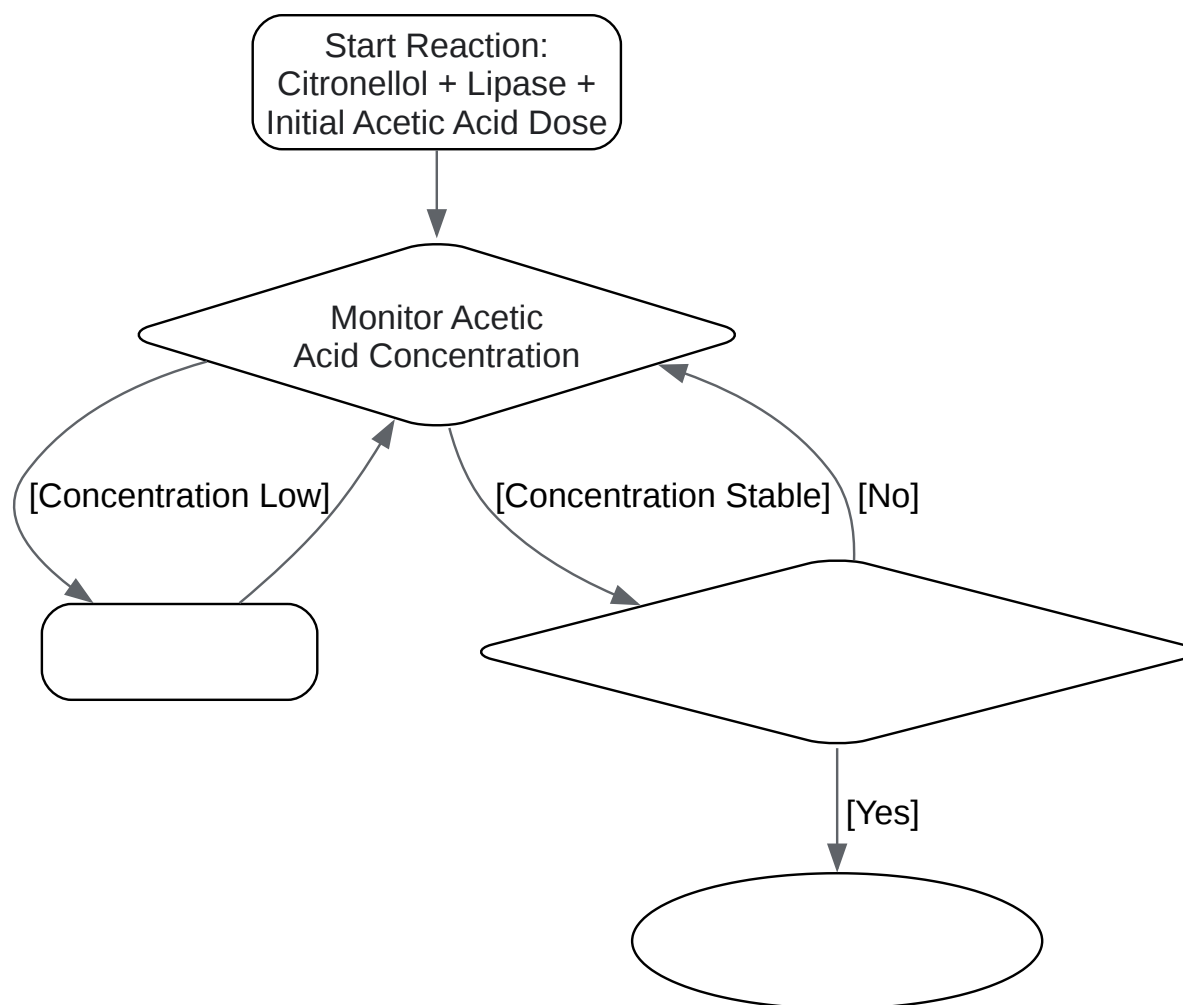 Start Reaction:
Citronellol + Lipase +
Initial Acetic Acid Dose
Monitor Acetic
Acid Concentration
[Concentration Low]
[Concentration Stable]
[No]
[Yes]